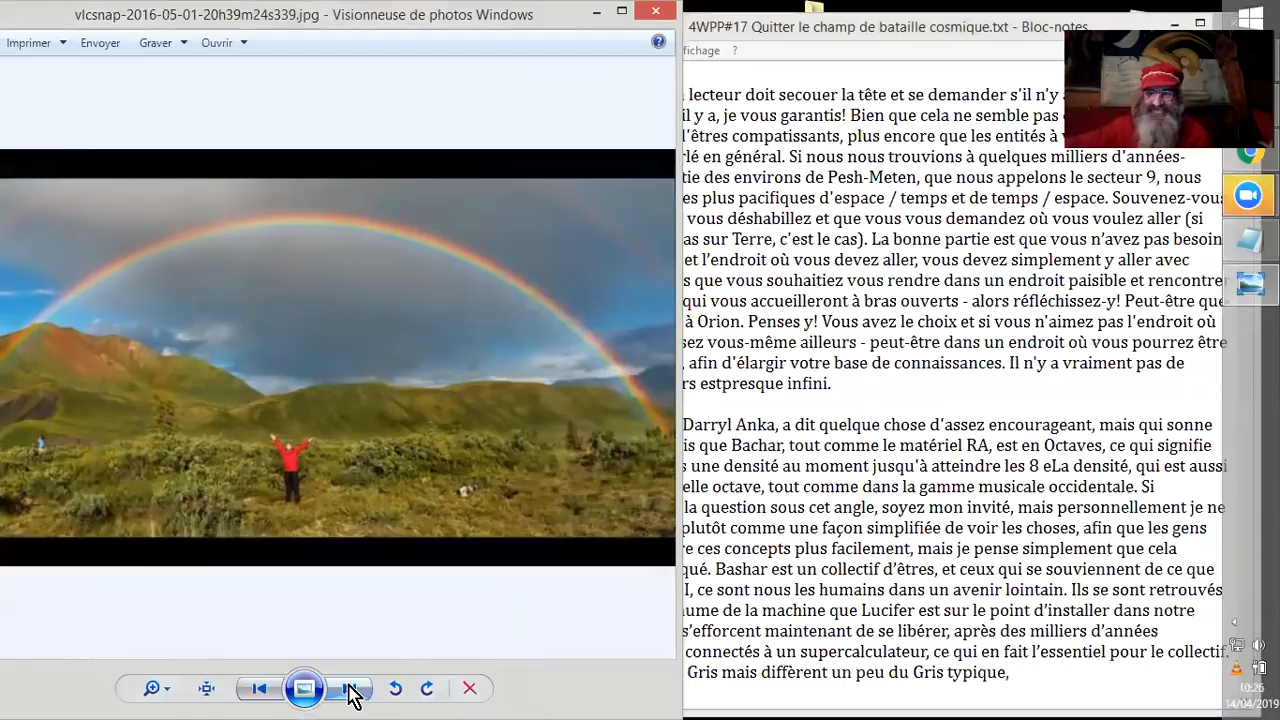 vlcsnap-2016-05-01-20h39m24s339.jpg - Visionneuse de photos Windows
Imprimer Envoyer Graver Ouvrir
4WPP#17 Quitter le champ de bataille cosmique.txt - Bloc-notes
ffichage ?
lecteur doit secouer la tête et se demander s'il n'y
il y a, je vous garantis! Bien que cela ne semble pas
d'êtres compatissants, plus encore que les entités à
rlé en général. Si nous nous trouvions à quelques milliers d'années-
tie des environs de Pesh-Meten, que nous appelons le secteur 9, nous
es plus pacifiques d'espace / temps et de temps / espace. Souvenez-vous
vous déshabillez et que vous vous demandez où vous voulez aller (si
as sur Terre, c'est le cas). La bonne partie est que vous n’avez pas besoin
et l’endroit où vous devez aller, vous devez simplement y aller avec
s que vous souhaitiez vous rendre dans un endroit paisible et rencontrer
qui vous accueilleront à bras ouverts - alors réfléchissez-y! Peut-être que
à Orion. Penses y! Vous avez le choix et si vous n'aimez pas l'endroit où
sez vous-même ailleurs - peut-être dans un endroit où vous pourrez être
, afin d'élargir votre base de connaissances. Il n'y a vraiment pas de
rs estpresque infini.
Darryl Anka, a dit quelque chose d'assez encourageant, mais qui sonne
is que Bachar, tout comme le matériel RA, est en Octaves, ce qui signifie
s une densité au moment jusqu'à atteindre les 8 eLa densité, qui est aussi
elle octave, tout comme dans la gamme musicale occidentale. Si
la question sous cet angle, soyez mon invité, mais personnellement je ne
plutôt comme une façon simplifiée de voir les choses, afin que les gens
re ces concepts plus facilement, mais je pense simplement que cela
qué. Bashar est un collectif d’êtres, et ceux qui se souviennent de ce que
I, ce sont nous les humains dans un avenir lointain. Ils se sont retrouvés
ume de la machine que Lucifer est sur le point d’installer dans notre
s’efforcent maintenant de se libérer, après des milliers d’années
connectés à un supercalculateur, ce qui en fait l’essentiel pour le collectif.
Gris mais diffèrent un peu du Gris typique,
10:26
14/04/2019